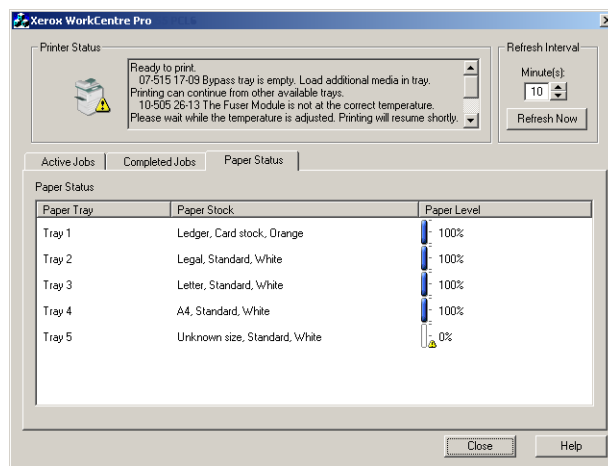 Xerox WorkCentre Pro
Printer Status
Ready to print.
07-515 17-09 Bypass tray is empty. Load additional media in tray.
Printing can continue from other available trays.
10-505 26-13 The Fuser Module is not at the correct temperature.
Please wait while the temperature is adjusted. Printing will resume shortly.
Refresh Interval
Minute(s):
10
Refresh Now
Active Jobs Completed Jobs Paper Status
Paper Status
Paper Tray Paper Stock Paper Level
Tray 1 Ledger, Card stock, Orange 100%
Tray 2 Legal, Standard, White 100%
Tray 3 Letter, Standard, White 100%
Tray 4 A4, Standard, White 100%
Tray 5 Unknown size, Standard, White 0%
Close Help